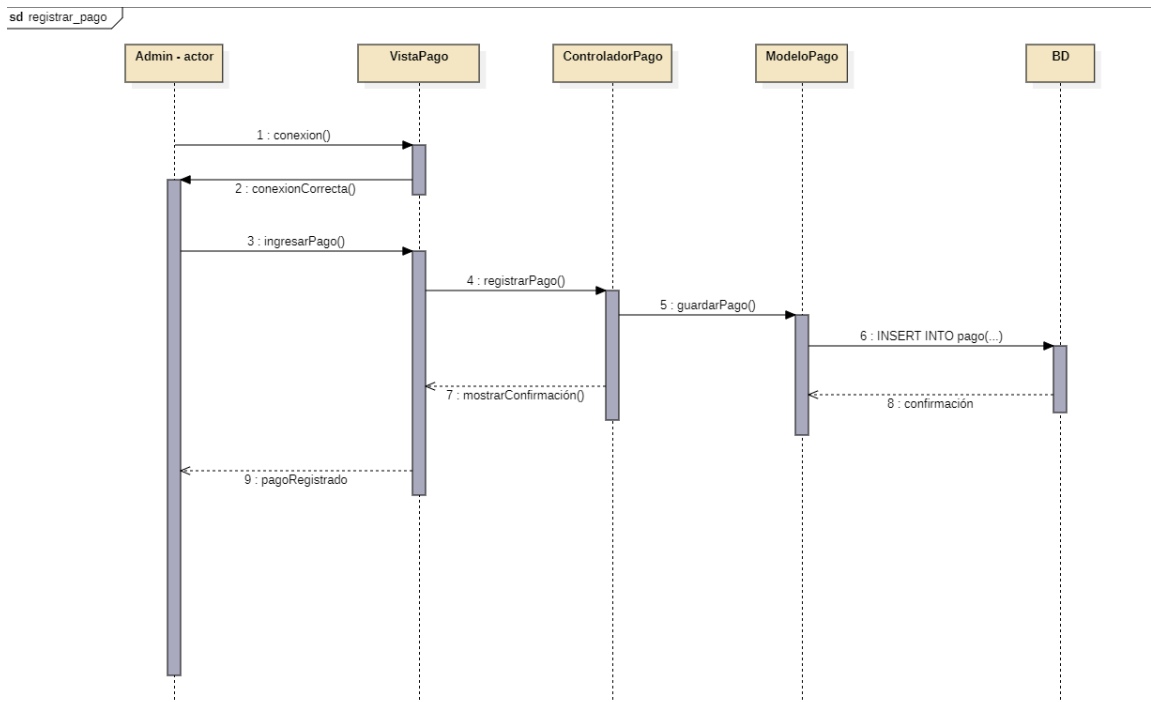 sd registrar_pago
Admin - actor
VistaPago
ControladorPago
ModeloPago
BD
1 : conexion()
2 : conexionCorrecta()
3 : ingresarPago()
4 : registrarPago()
5 : guardarPago()
6 : INSERT INTO pago(...)
7 : mostrarConfirmación()
8 : confirmación
9 : pagoRegistrado